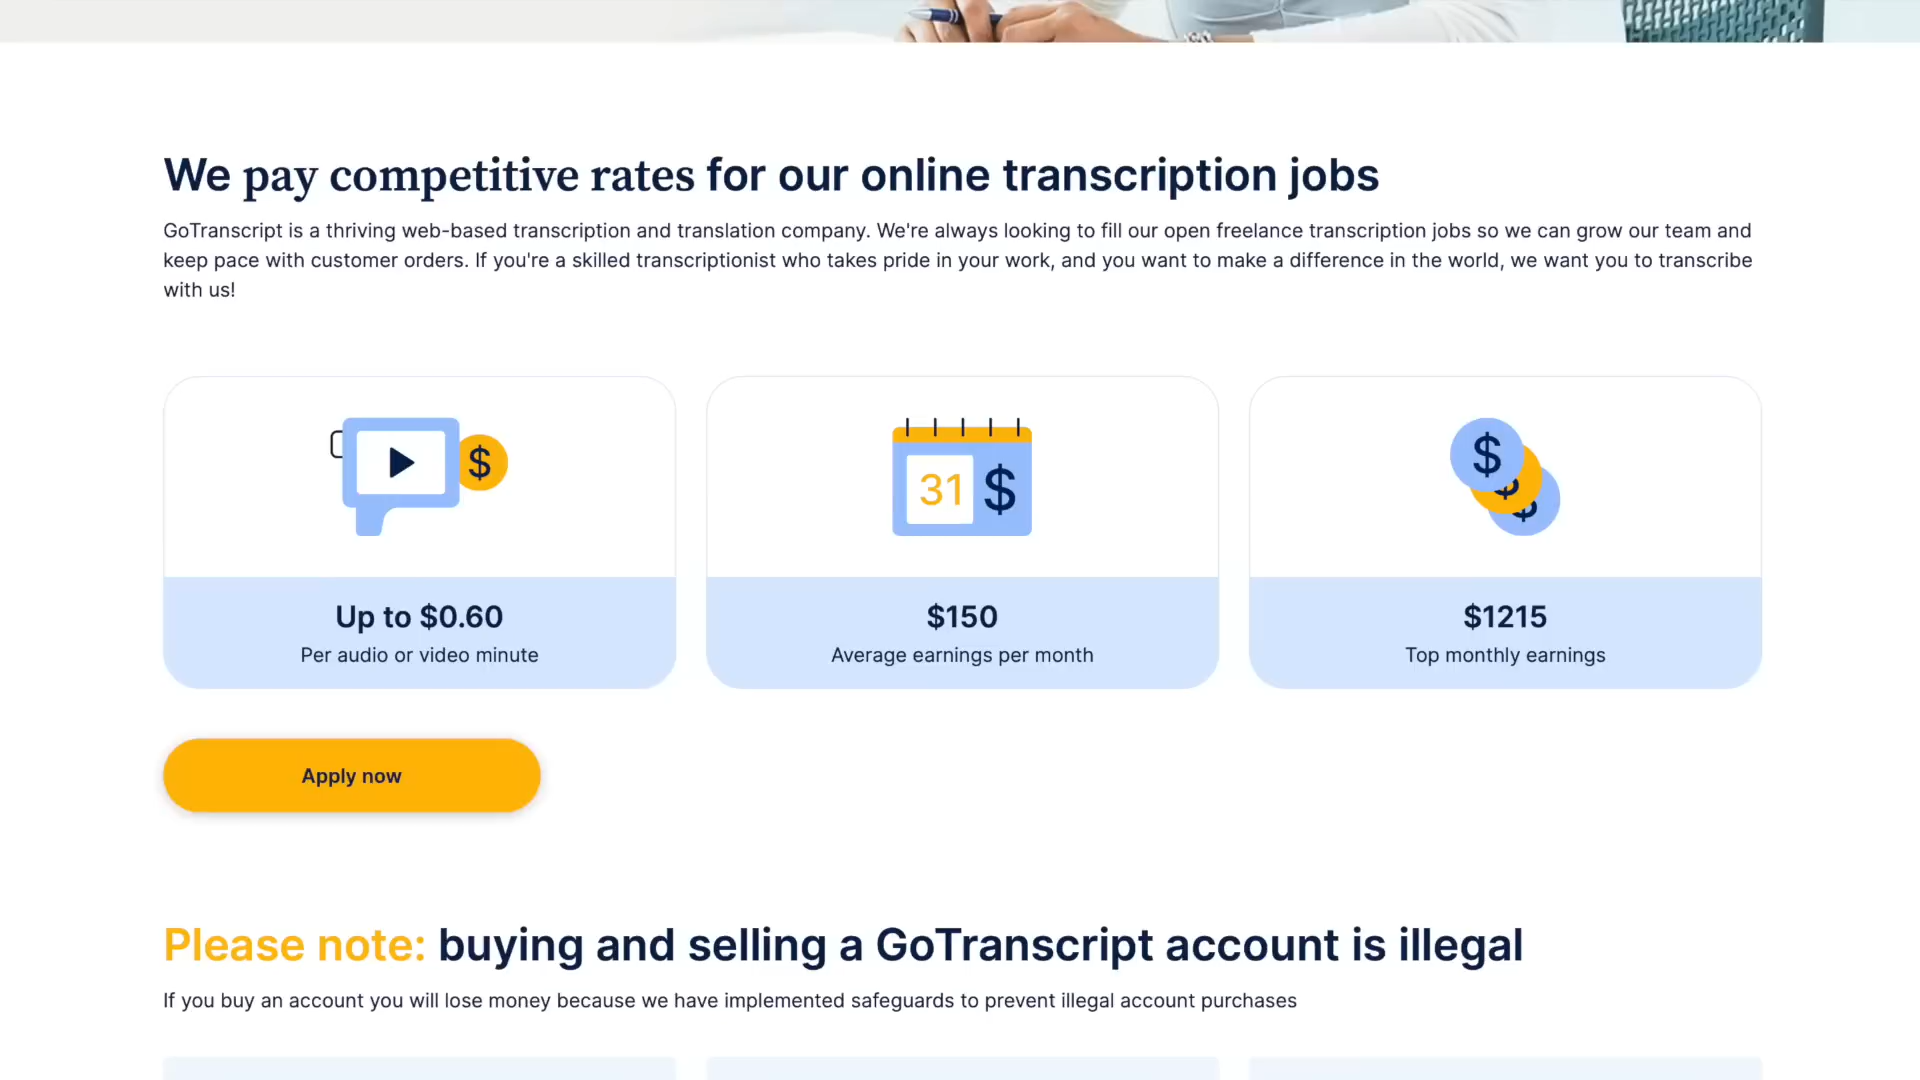 We pay competitive rates for our online transcription jobs
GoTranscript is a thriving web-based transcription and translation company. We're always looking to fill our open freelance transcription jobs so we can grow our team and
keep pace with customer orders. If you're a skilled transcriptionist who takes pride in your work, and you want to make a difference in the world, we want you to transcribe
with us!
$
31 $
$ $ $
Up to $0.60
Per audio or video minute
$150
Average earnings per month
$1215
Top monthly earnings
Apply now
Please note: buying and selling a GoTranscript account is illegal
If you buy an account you will lose money because we have implemented safeguards to prevent illegal account purchases